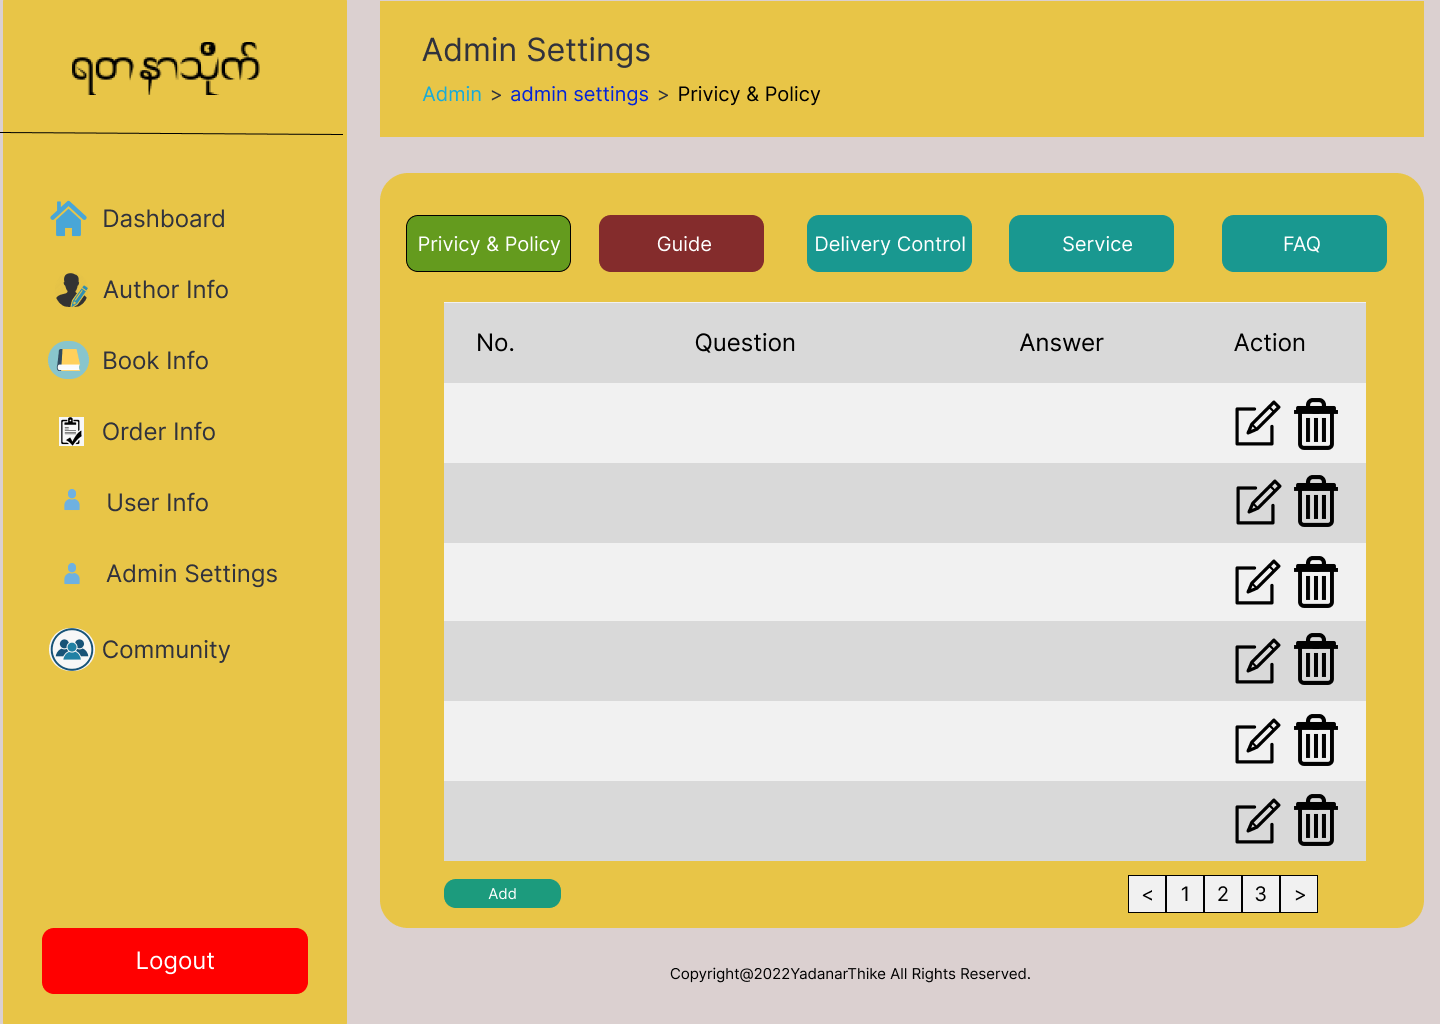 ရတနာသိုက်
Dashboard
Author Info
Book Info
Order Info
User Info
Admin Settings
Community
Logout
Admin Settings
Admin > admin settings > Privicy & Policy
Privicy & Policy Guide Delivery Control Service FAQ
No. Question Answer Action
Add
< 1 2 3 >
Copyright@2022YadanarThike All Rights Reserved.